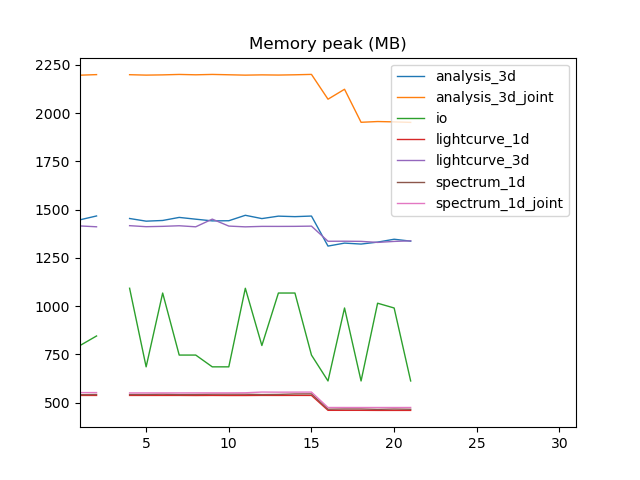 Memory peak (MB)
2250
2000
1750
1500
1250
1000
750
500
5
10
15
20
25
30
analysis_3d
analysis_3d_joint
io
lightcurve_1d
lightcurve_3d
spectrum_1d
spectrum_1d_joint